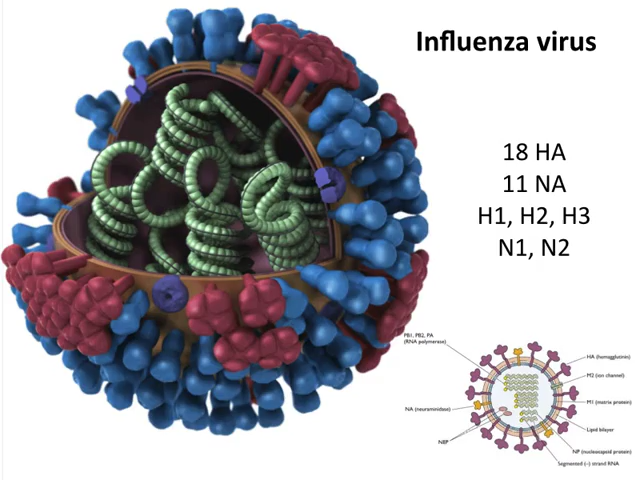 Influenza virus
18 HA
11 NA
H1, H2, H3
N1, N2
PB1, PB2, PA
(RNA polymerase)
HA (hemagglutinin)
M2 (ion channel)
M1 (matrix protein)
NA (neuraminidase)
Lipid bilayer
NEP
NP (nucleocapsid protein)
Segmented (-) strand RNA